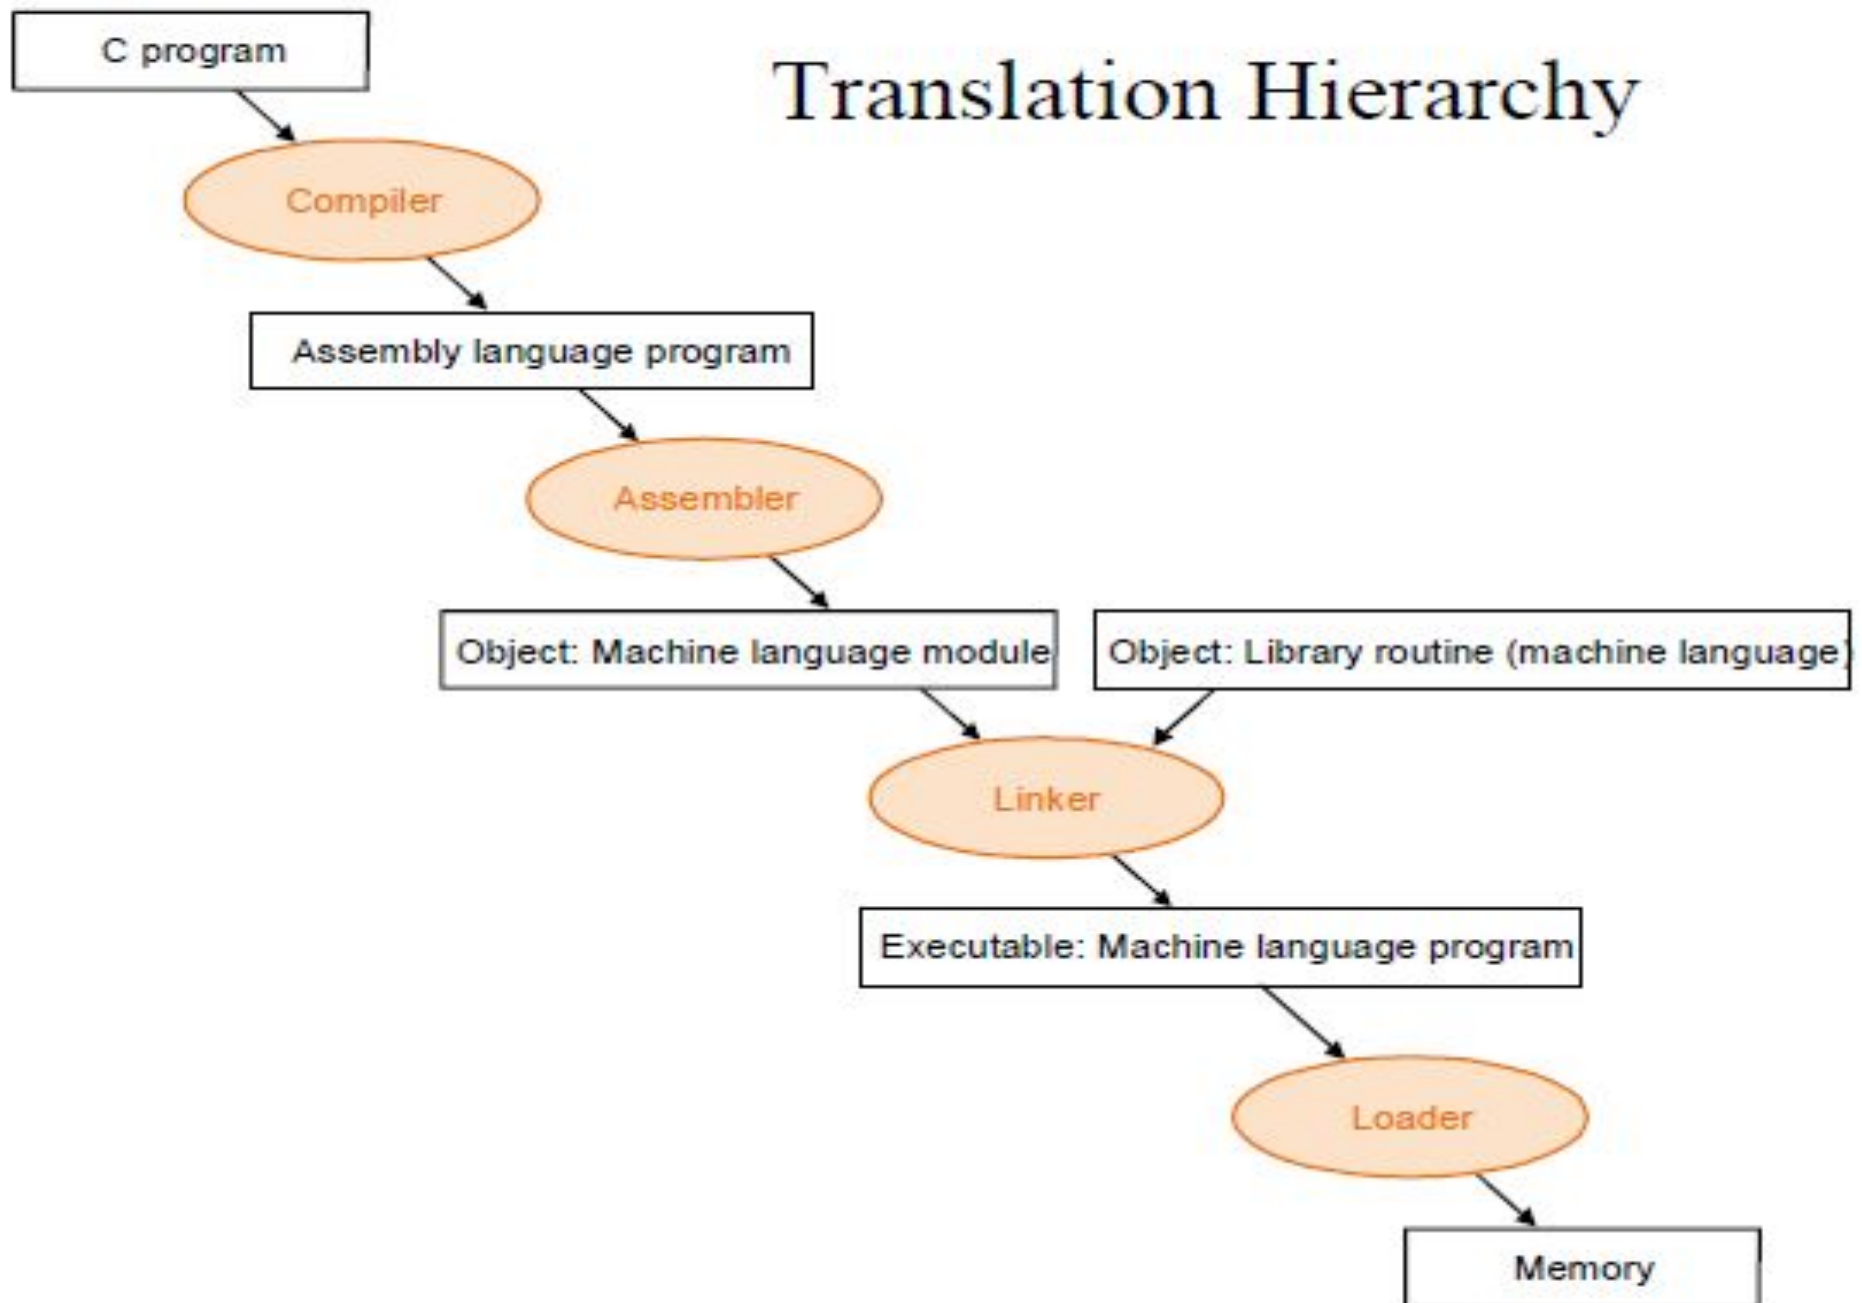 C program
Translation Hierarchy
Compiler
Assembly language program
Assembler
Object: Machine language module
Object: Library routine (machine language)
Linker
Executable: Machine language program
Loader
Memory